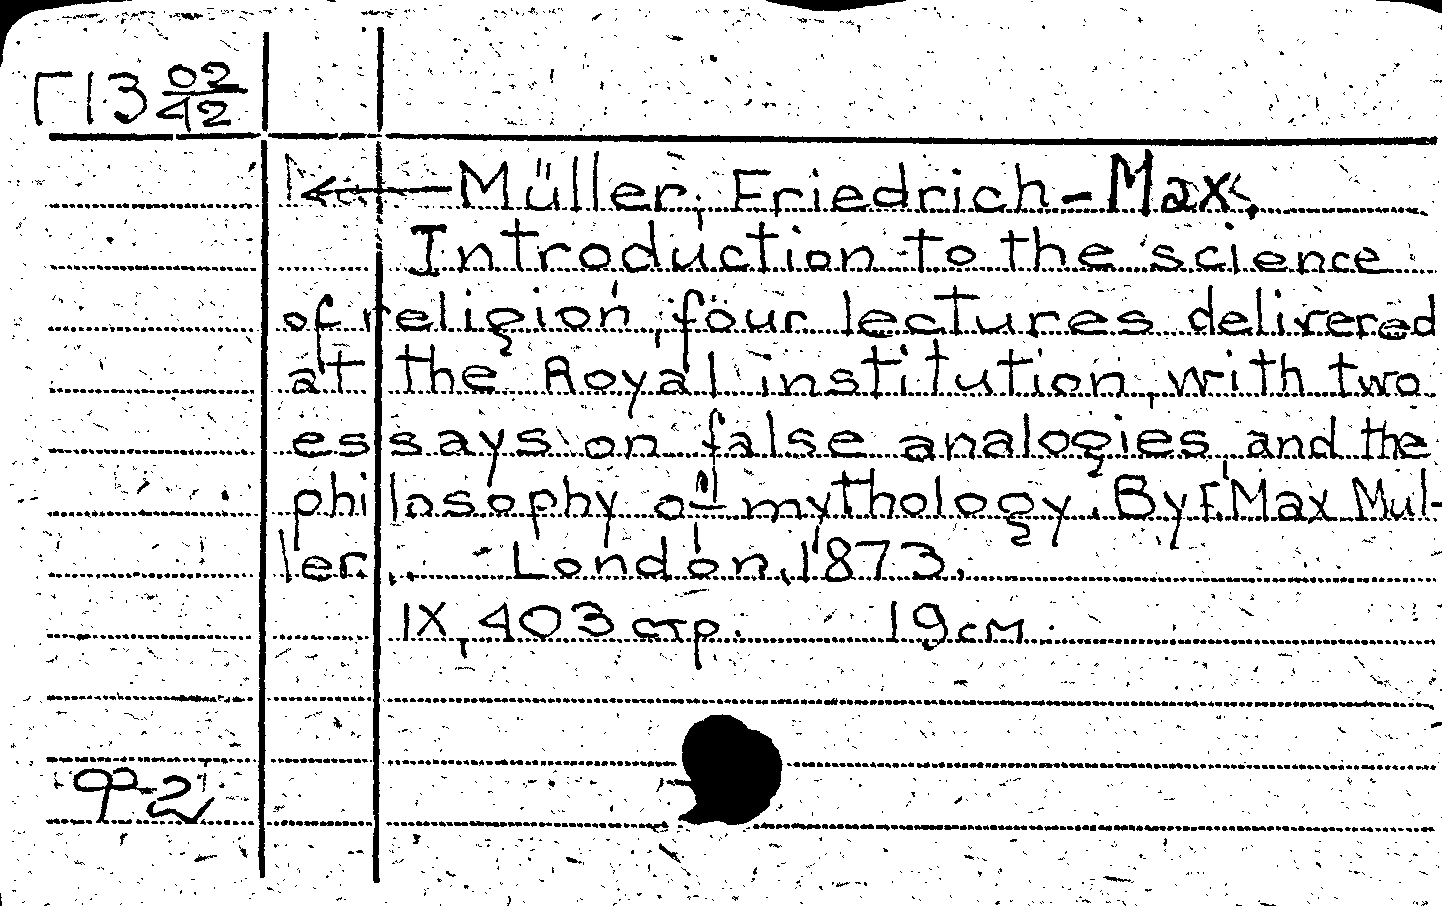 Г13 02/42
Müller, Friedrich-Max.
Introduction to the science
of religion, four lectures delivered
at the Royal institution, with two
essays on false analogies and the
philosophy of mythology. By F. Max Mul-
ler. London, 1873.
IX, 403 стр. 19 см.